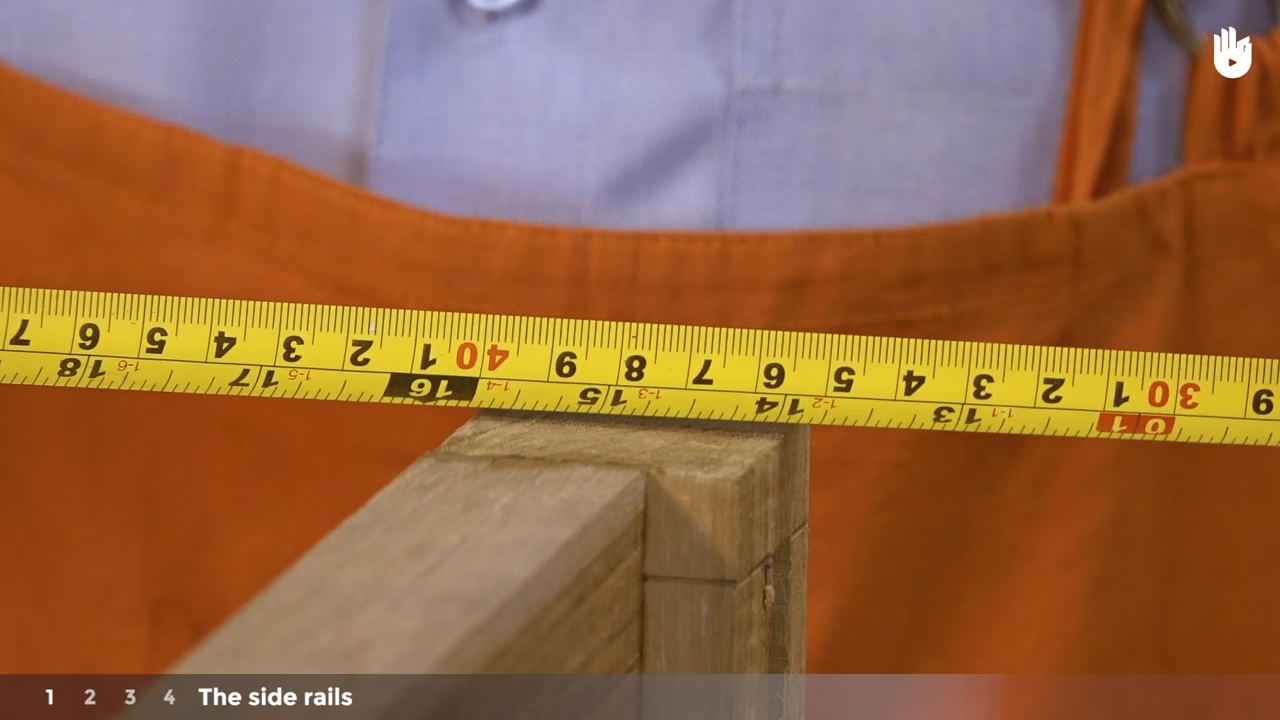 7 6 5 4 3 2 1 40 9 8 7 6 5 4 3 2 1 30 9
18 1-6 17 1-5 16 1-4 15 1-3 14 1-2 13 1-1 10
1 2 3 4 The side rails